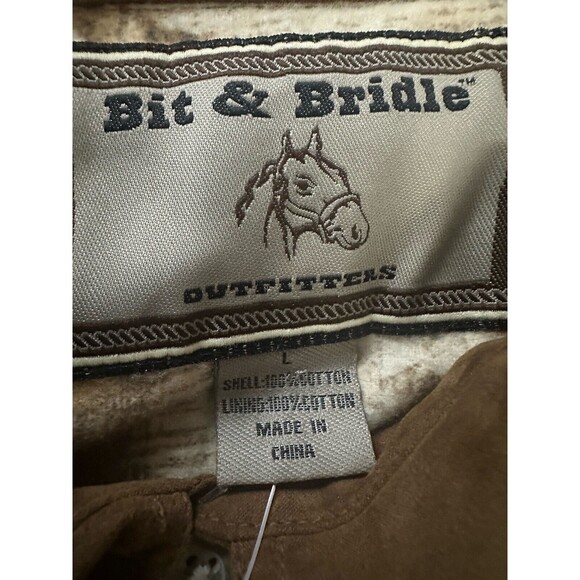 Bit & Bridle™
OUTFITTERS
L
SHELL:100%COTTON
LINING:100%COTTON
MADE IN
CHINA